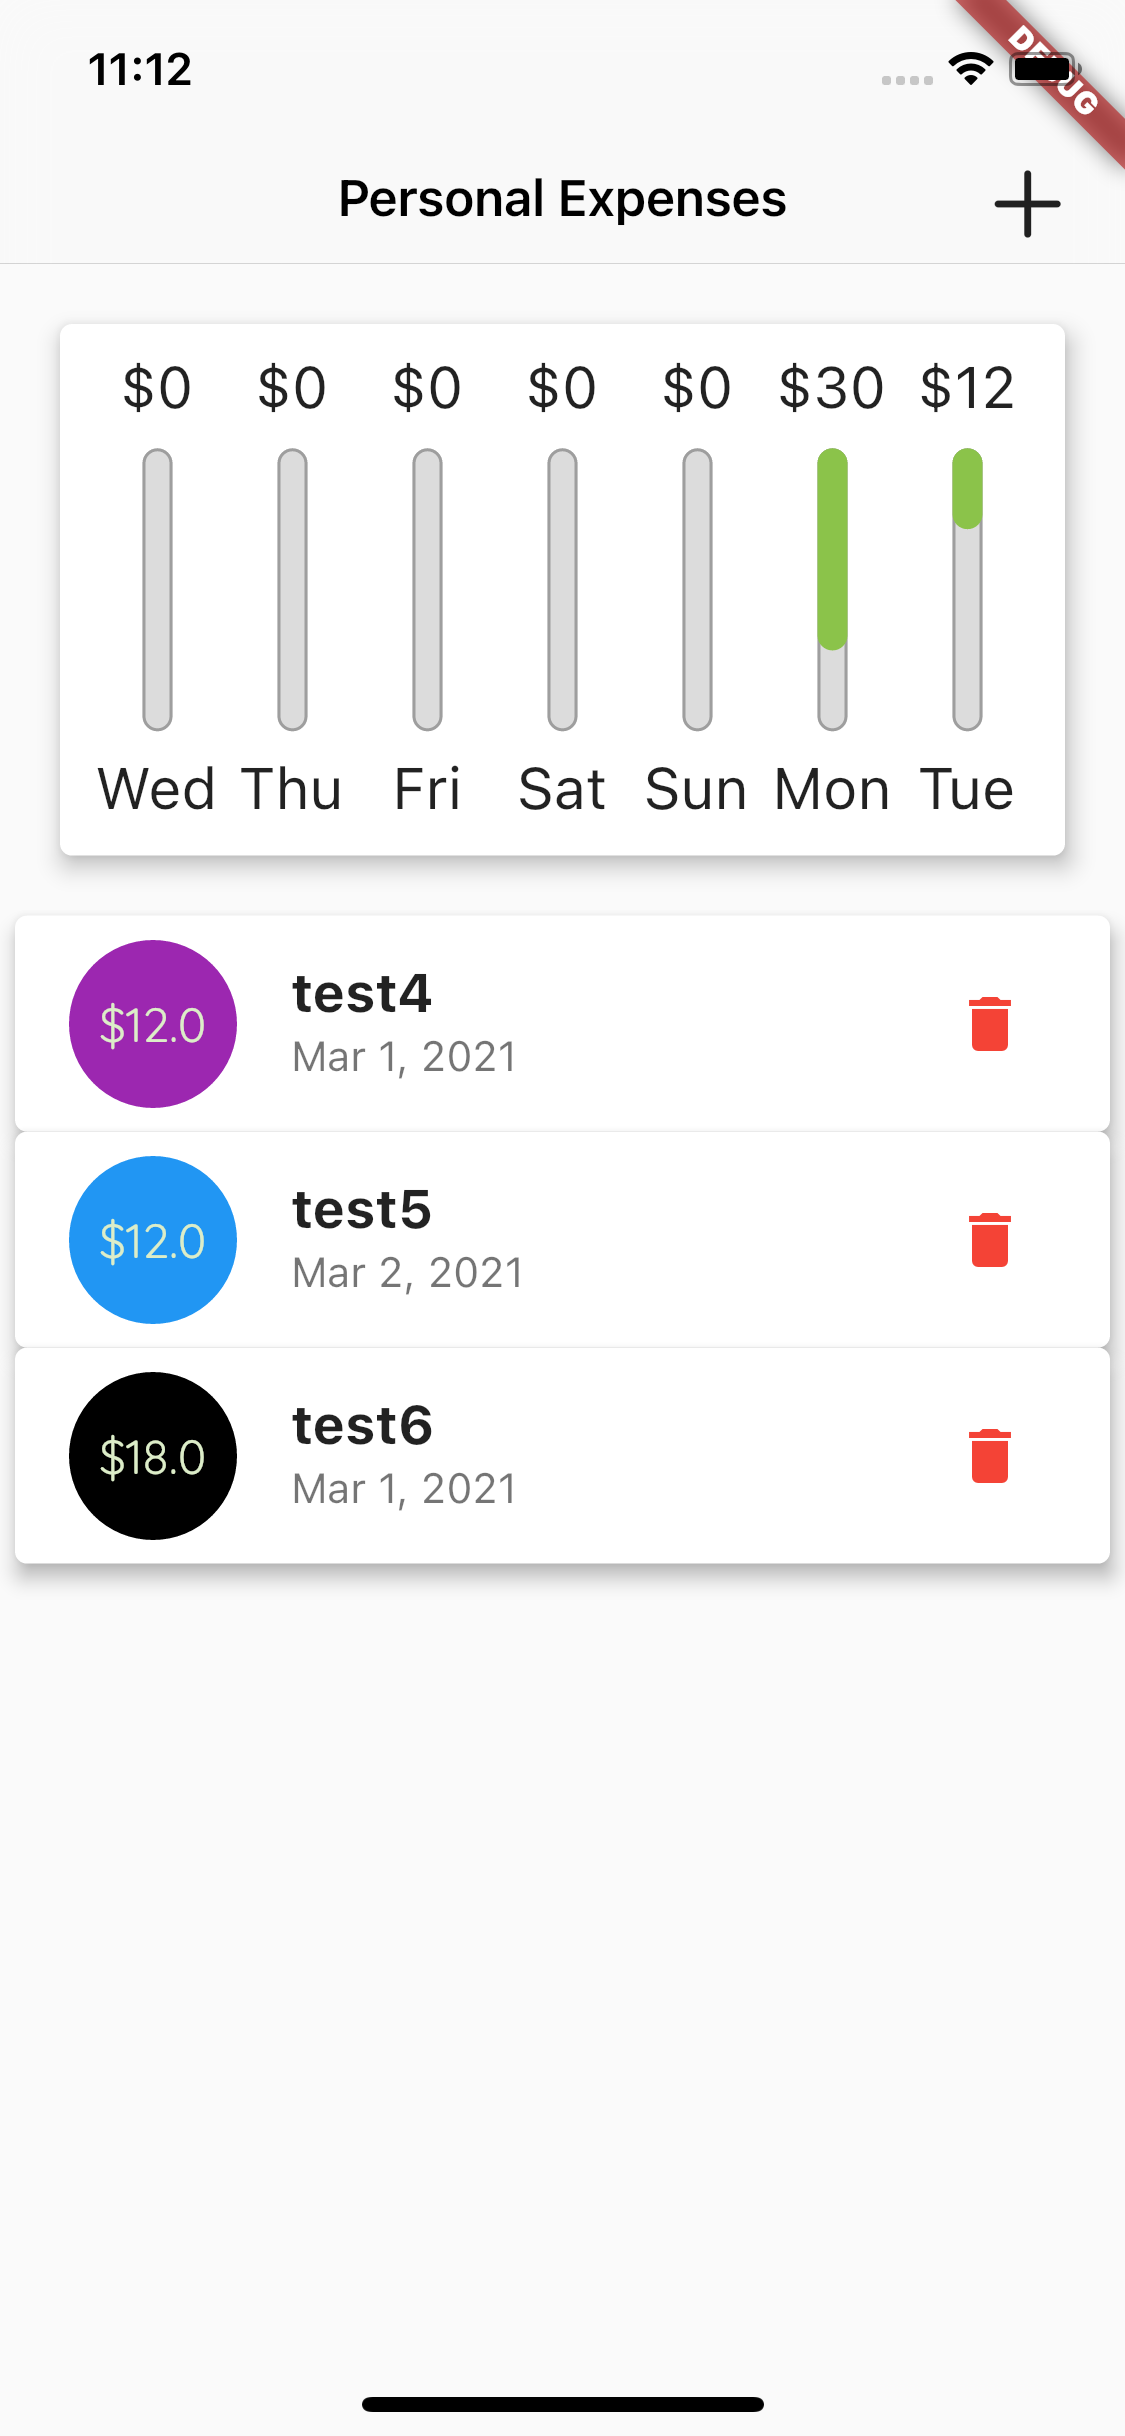 11:12
DEBUG
Personal Expenses
$0 $0 $0 $0 $0 $30 $12
Wed Thu Fri Sat Sun Mon Tue
$12.0
test4
Mar 1, 2021
$12.0
test5
Mar 2, 2021
$18.0
test6
Mar 1, 2021